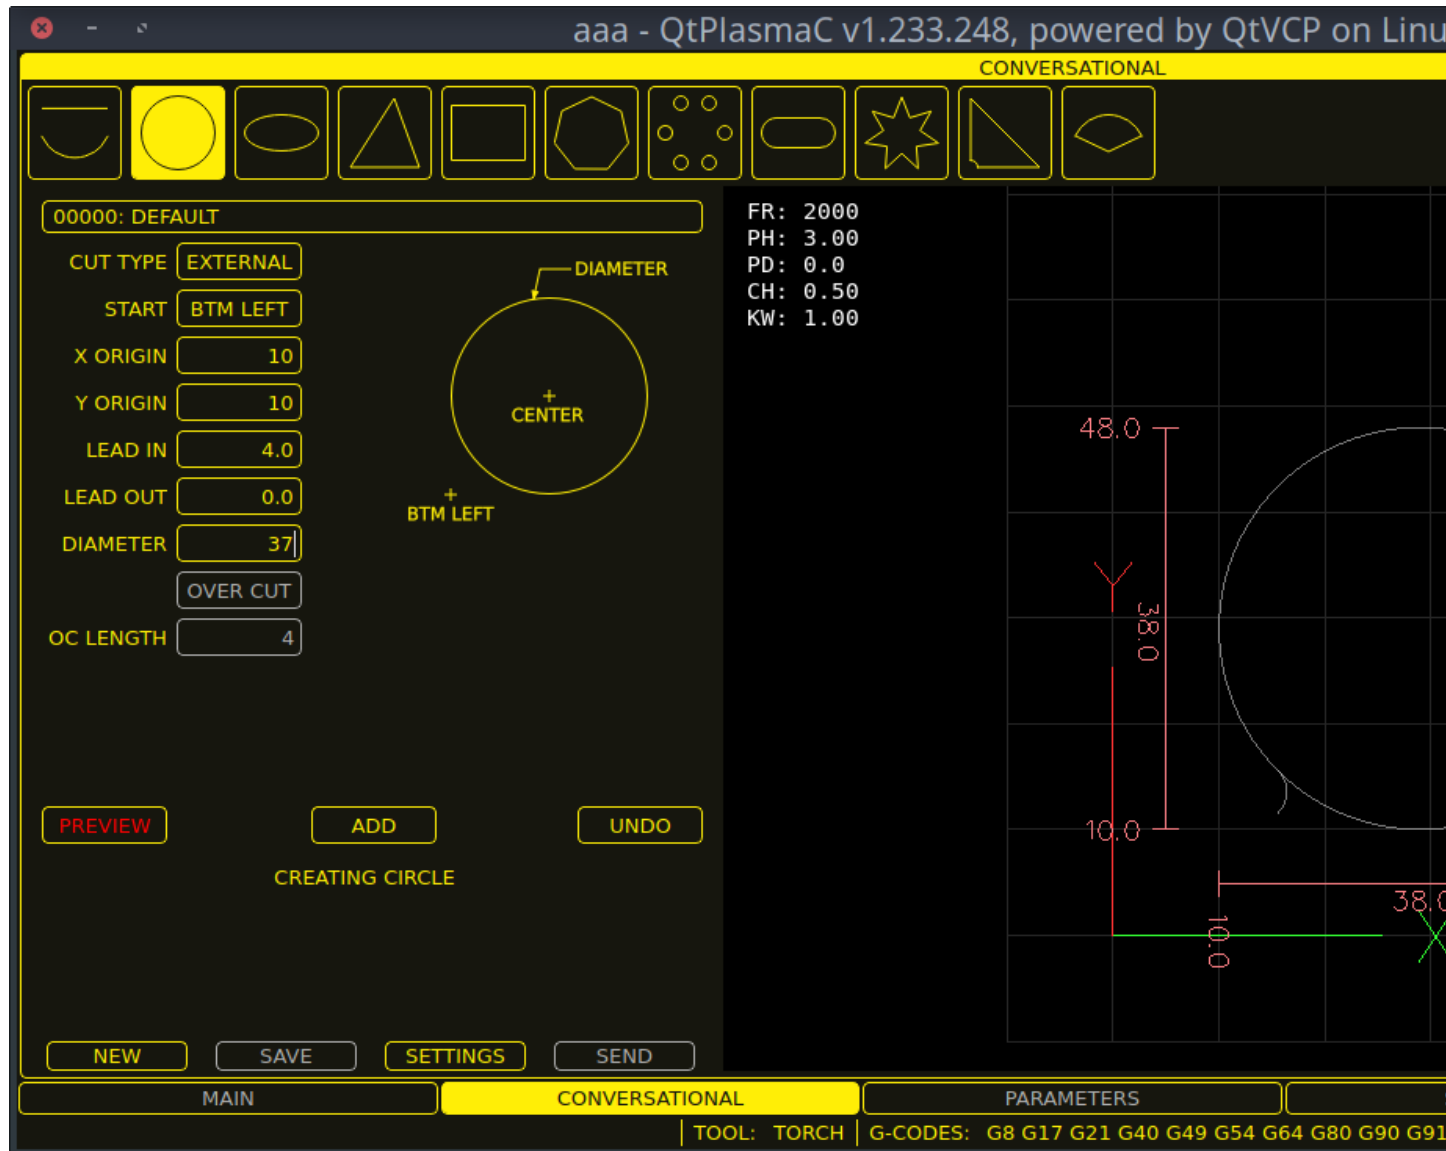 aaa - QtPlasmaC v1.233.248, powered by QtVCP on Linu
CONVERSATIONAL
00000: DEFAULT
CUT TYPE EXTERNAL
START BTM LEFT
X ORIGIN 10
Y ORIGIN 10
LEAD IN 4.0
LEAD OUT 0.0
DIAMETER 37
OVER CUT
OC LENGTH 4
DIAMETER
CENTER
BTM LEFT
PREVIEW ADD UNDO
CREATING CIRCLE
NEW SAVE SETTINGS SEND
FR: 2000
PH: 3.00
PD: 0.0
CH: 0.50
KW: 1.00
48.0
Y
38.0
10.0
38.0
10.0
X
MAIN CONVERSATIONAL PARAMETERS
TOOL: TORCH G-CODES: G8 G17 G21 G40 G49 G54 G64 G80 G90 G91